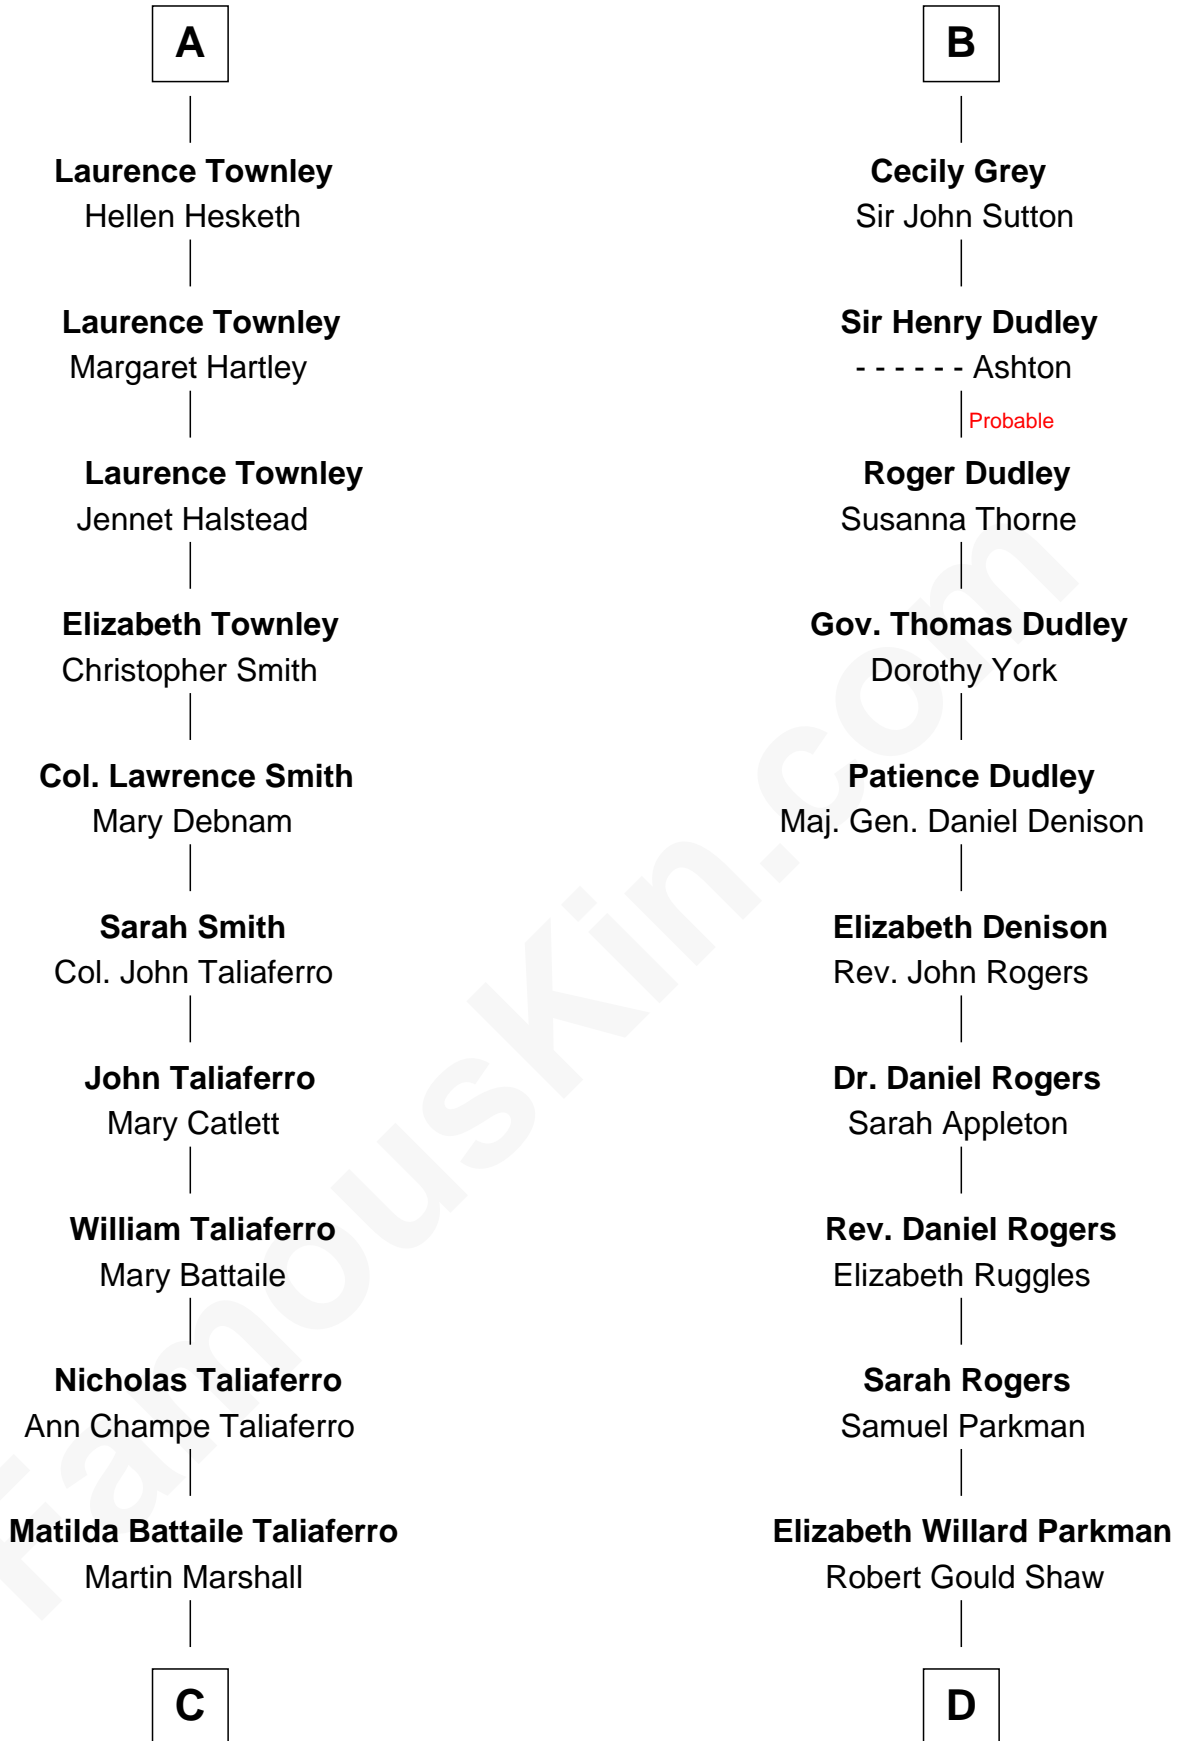 A
Laurence Townley
Hellen Hesketh
Laurence Townley
Margaret Hartley
Laurence Townley
Jennet Halstead
Elizabeth Townley
Christopher Smith
Col. Lawrence Smith
Mary Debnam
Sarah Smith
Col. John Taliaferro
John Taliaferro
Mary Catlett
William Taliaferro
Mary Battaile
Nicholas Taliaferro
Ann Champe Taliaferro
Matilda Battaile Taliaferro
Martin Marshall
C
B
Cecily Grey
Sir John Sutton
Sir Henry Dudley
- - - - - - Ashton
Probable
Roger Dudley
Susanna Thorne
Gov. Thomas Dudley
Dorothy York
Patience Dudley
Maj. Gen. Daniel Denison
Elizabeth Denison
Rev. John Rogers
Dr. Daniel Rogers
Sarah Appleton
Rev. Daniel Rogers
Elizabeth Ruggles
Sarah Rogers
Samuel Parkman
Elizabeth Willard Parkman
Robert Gould Shaw
D
FamousKin.com